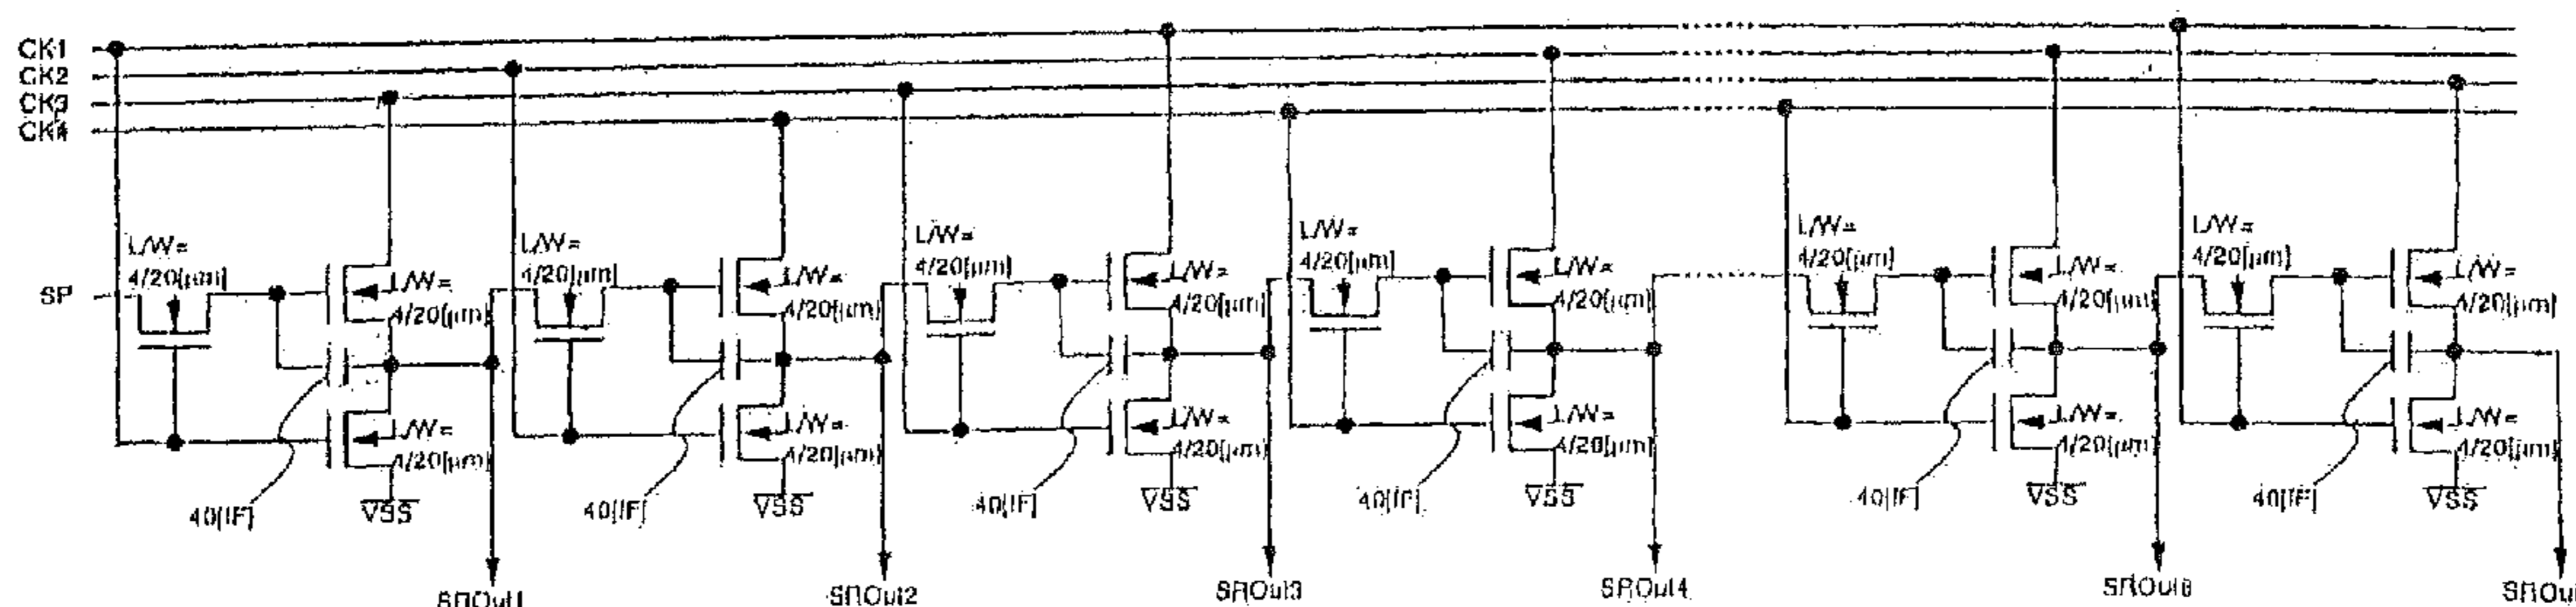 CK1
CK2
CK3
CK4
SP
L/W=
4/20[μm]
L/W=
4/20[μm]
L/W=
4/20[μm]
40[fF]
VSS
SROut1
L/W=
4/20[μm]
L/W=
4/20[μm]
L/W=
4/20[μm]
40[fF]
VSS
SROut2
L/W=
4/20[μm]
L/W=
4/20[μm]
L/W=
4/20[μm]
40[fF]
VSS
SROut3
L/W=
4/20[μm]
L/W=
4/20[μm]
L/W=
4/20[μm]
40[fF]
VSS
SROut4
L/W=
4/20[μm]
L/W=
4/20[μm]
L/W=
4/20[μm]
40[fF]
VSS
L/W=
4/20[μm]
L/W=
4/20[μm]
L/W=
4/20[μm]
40[fF]
VSS